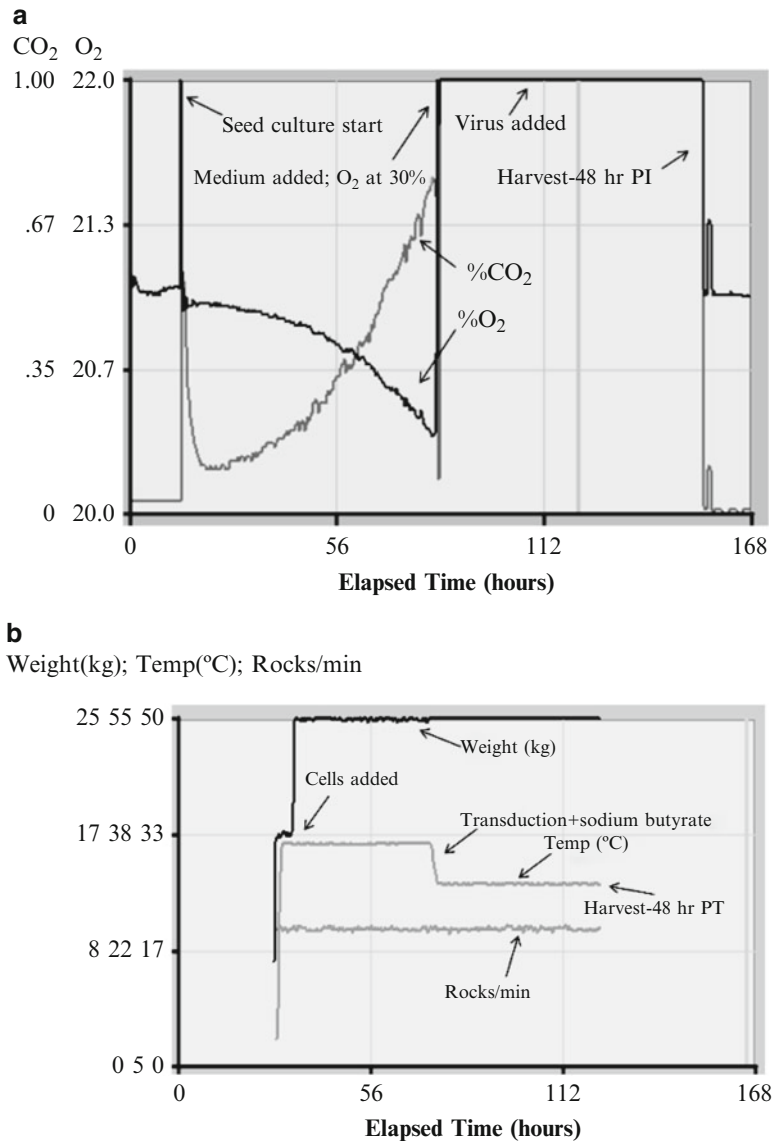 a
CO₂ O₂
1.00 22.0
Seed culture start
Virus added
Medium added; O₂ at 30%
Harvest-48 hr PI
.67 21.3
%CO₂
%O₂
.35 20.7
0 20.0
0 56 112 168
Elapsed Time (hours)
b
Weight(kg); Temp(ºC); Rocks/min
25 55 50
Weight (kg)
Cells added
17 38 33
Transduction+sodium butyrate
Temp (ºC)
Harvest-48 hr PT
8 22 17
Rocks/min
0 5 0
0 56 112 168
Elapsed Time (hours)